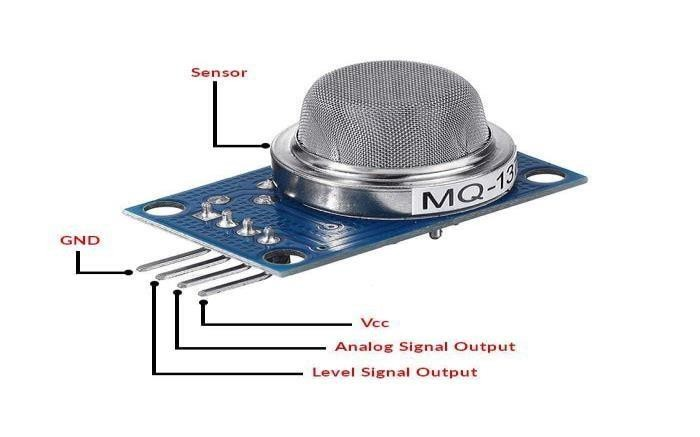 Sensor
MQ-13
GND
Vcc
Analog Signal Output
Level Signal Output